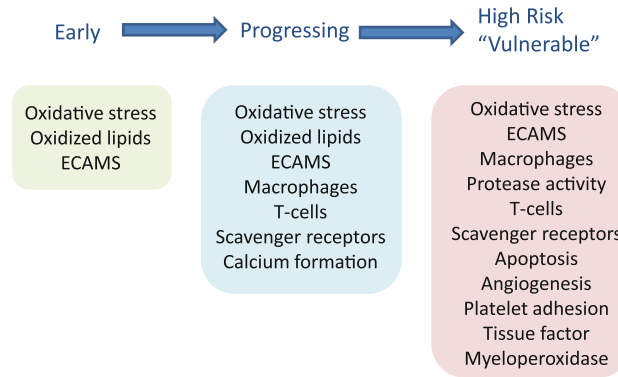 Early
Progressing
High Risk
“Vulnerable”
Oxidative stress
Oxidized lipids
ECAMS
Oxidative stress
Oxidized lipids
ECAMS
Macrophages
T-cells
Scavenger receptors
Calcium formation
Oxidative stress
ECAMS
Macrophages
Protease activity
T-cells
Scavenger receptors
Apoptosis
Angiogenesis
Platelet adhesion
Tissue factor
Myeloperoxidase